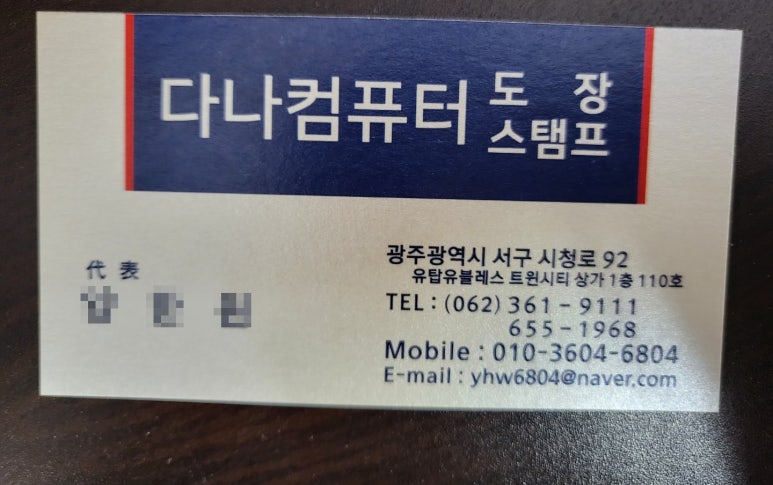 다나컴퓨터 도 장
스탬프
代 表
광주광역시 서구 시청로 92
유탑유블레스 트윈시티 상가 1층 110호
TEL : (062) 361 - 9111
655 - 1968
Mobile : 010-3604-6804
E-mail : yhw6804@naver.com